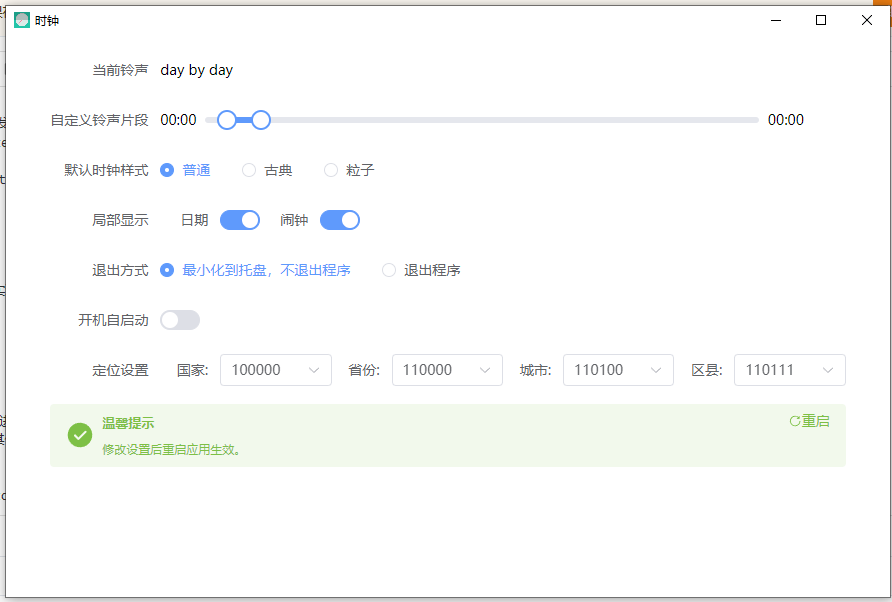 时钟
当前铃声 day by day
自定义铃声片段 00:00 00:00
默认时钟样式 普通 古典 粒子
局部显示 日期 闹钟
退出方式 最小化到托盘，不退出程序 退出程序
开机自启动
定位设置 国家: 100000 省份: 110000 城市: 110100 区县: 110111
温馨提示 重启
修改设置后重启应用生效。